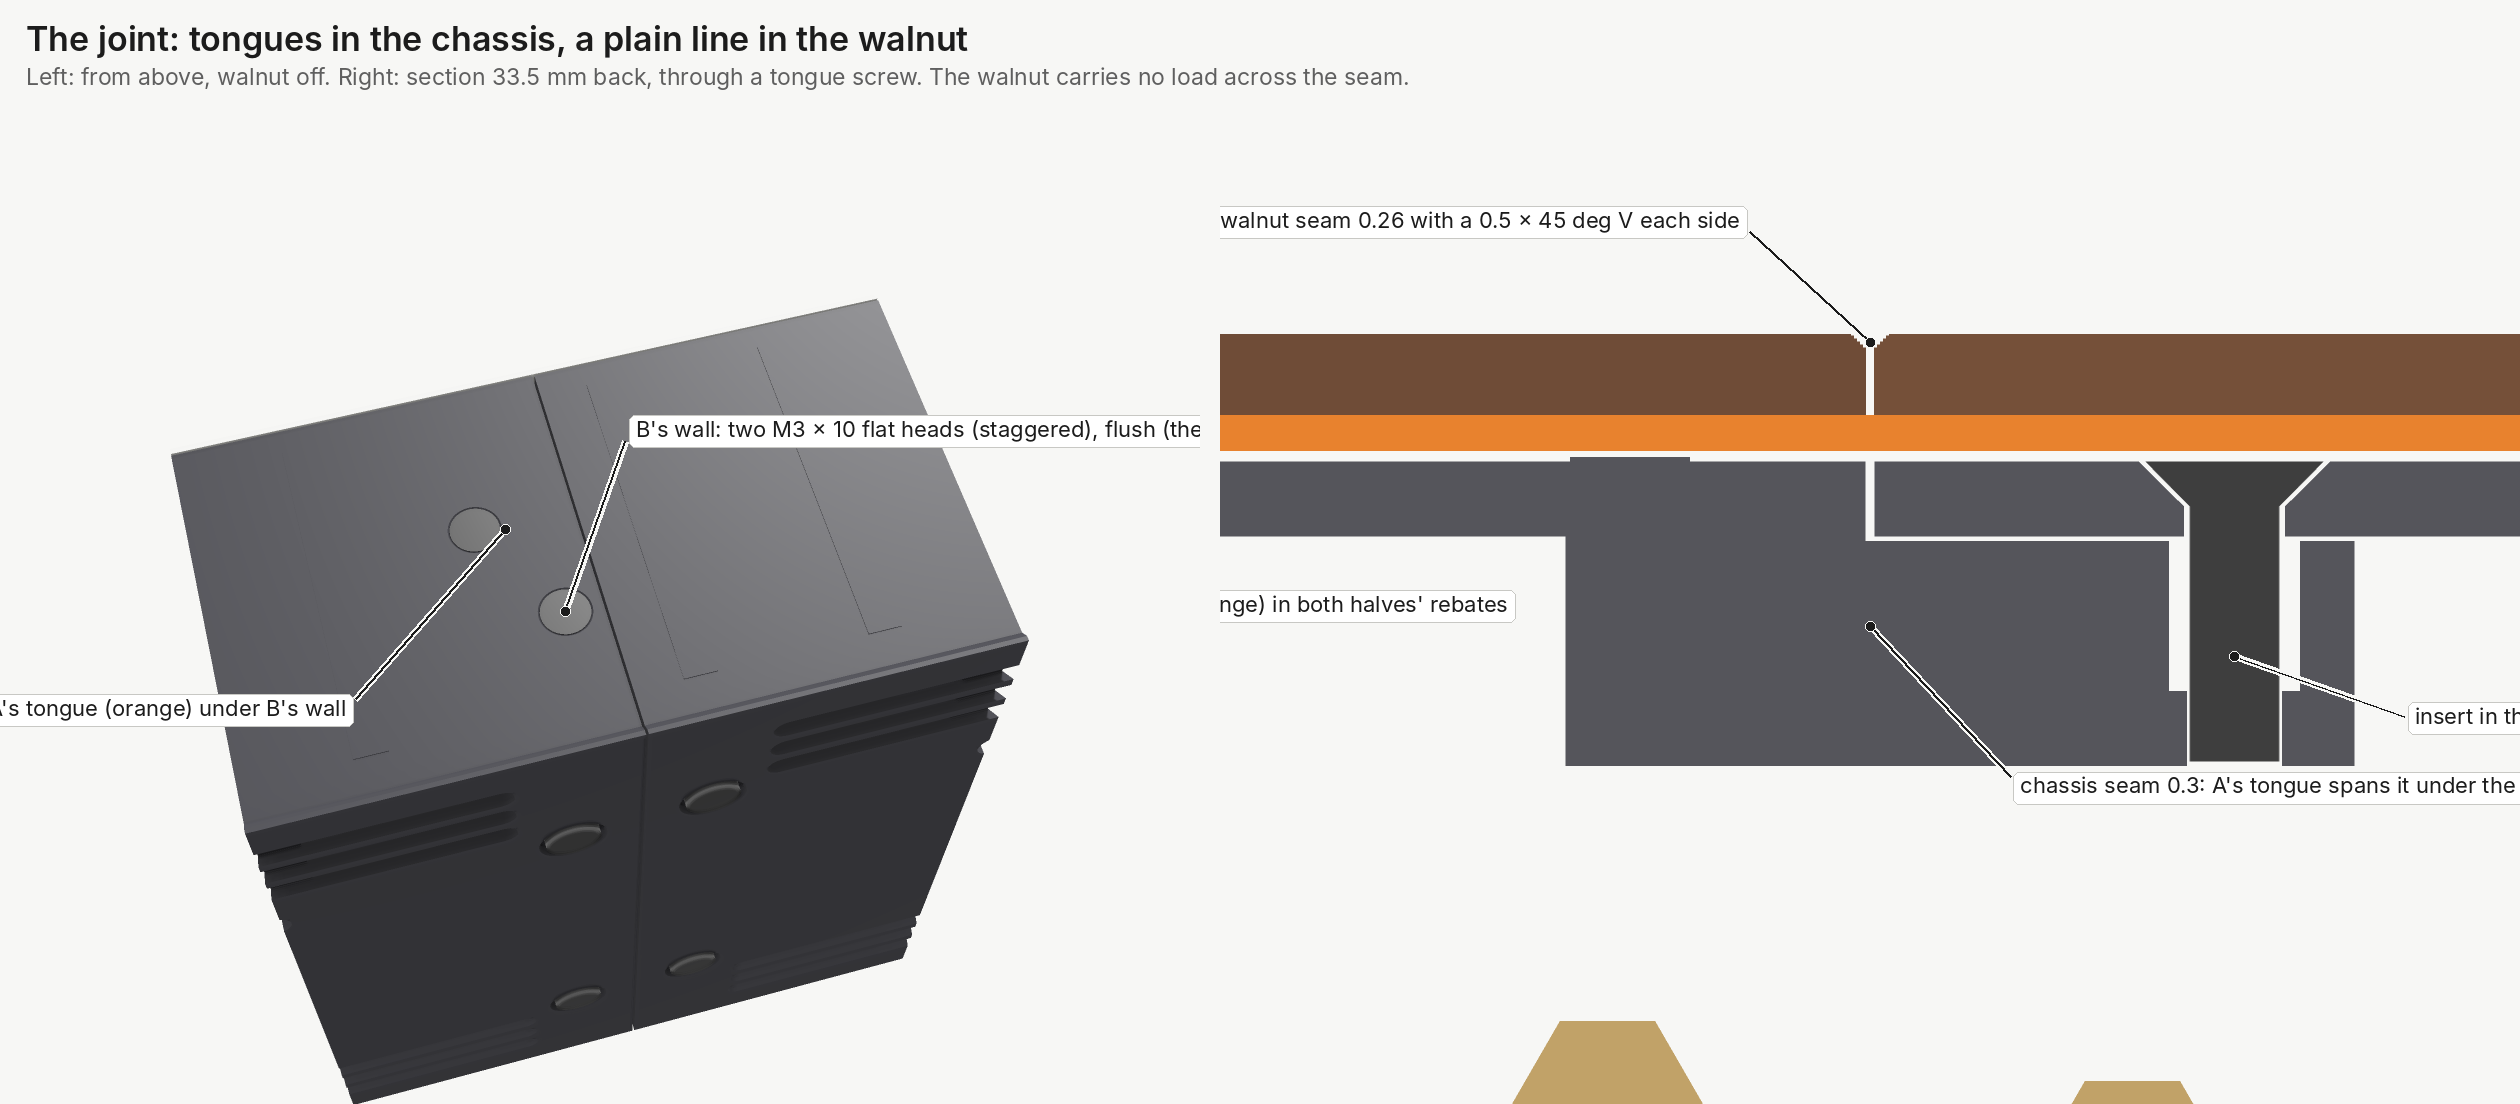 The joint: tongues in the chassis, a plain line in the walnut
Left: from above, walnut off. Right: section 33.5 mm back, through a tongue screw. The walnut carries no load across the seam.
walnut seam 0.26 with a 0.5 × 45 deg V each side
B's wall: two M3 × 10 flat heads (staggered), flush (the
nge) in both halves' rebates
A's tongue (orange) under B's wall
insert in th
chassis seam 0.3: A's tongue spans it under the